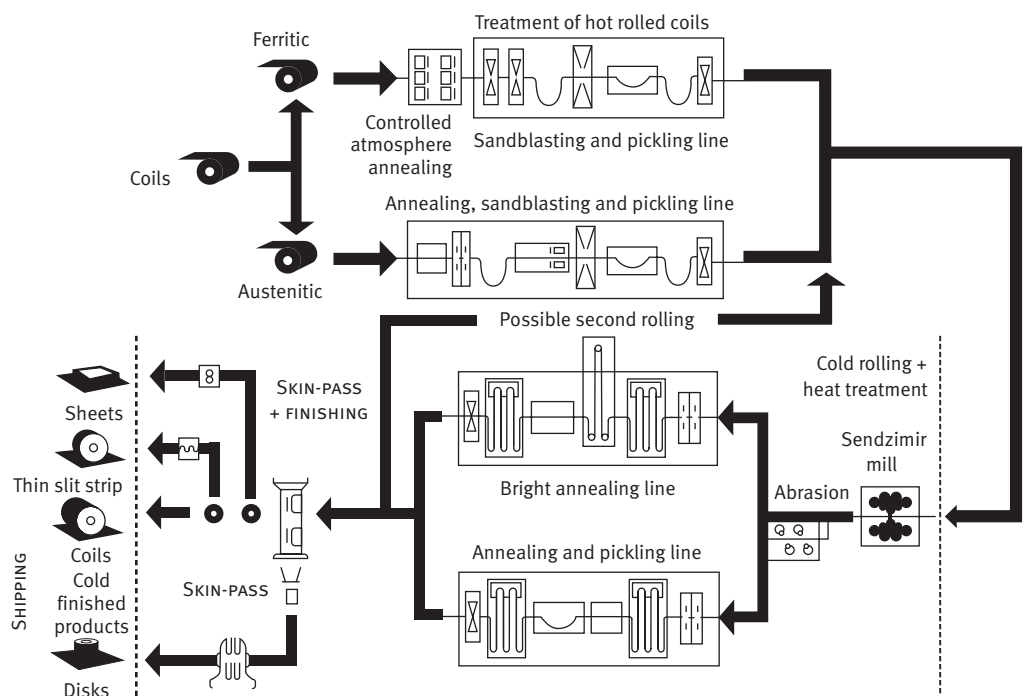 Treatment of hot rolled coils
Ferritic
Controlled
atmosphere
annealing
Sandblasting and pickling line
Coils
Annealing, sandblasting and pickling line
Austenitic
Possible second rolling
Cold rolling +
heat treatment
Skin-pass
+ finishing
Sheets
Sendzimir
mill
Thin slit strip
Bright annealing line
Abrasion
Coils
Annealing and pickling line
Cold
finished
products
Skin-pass
Shipping
Disks